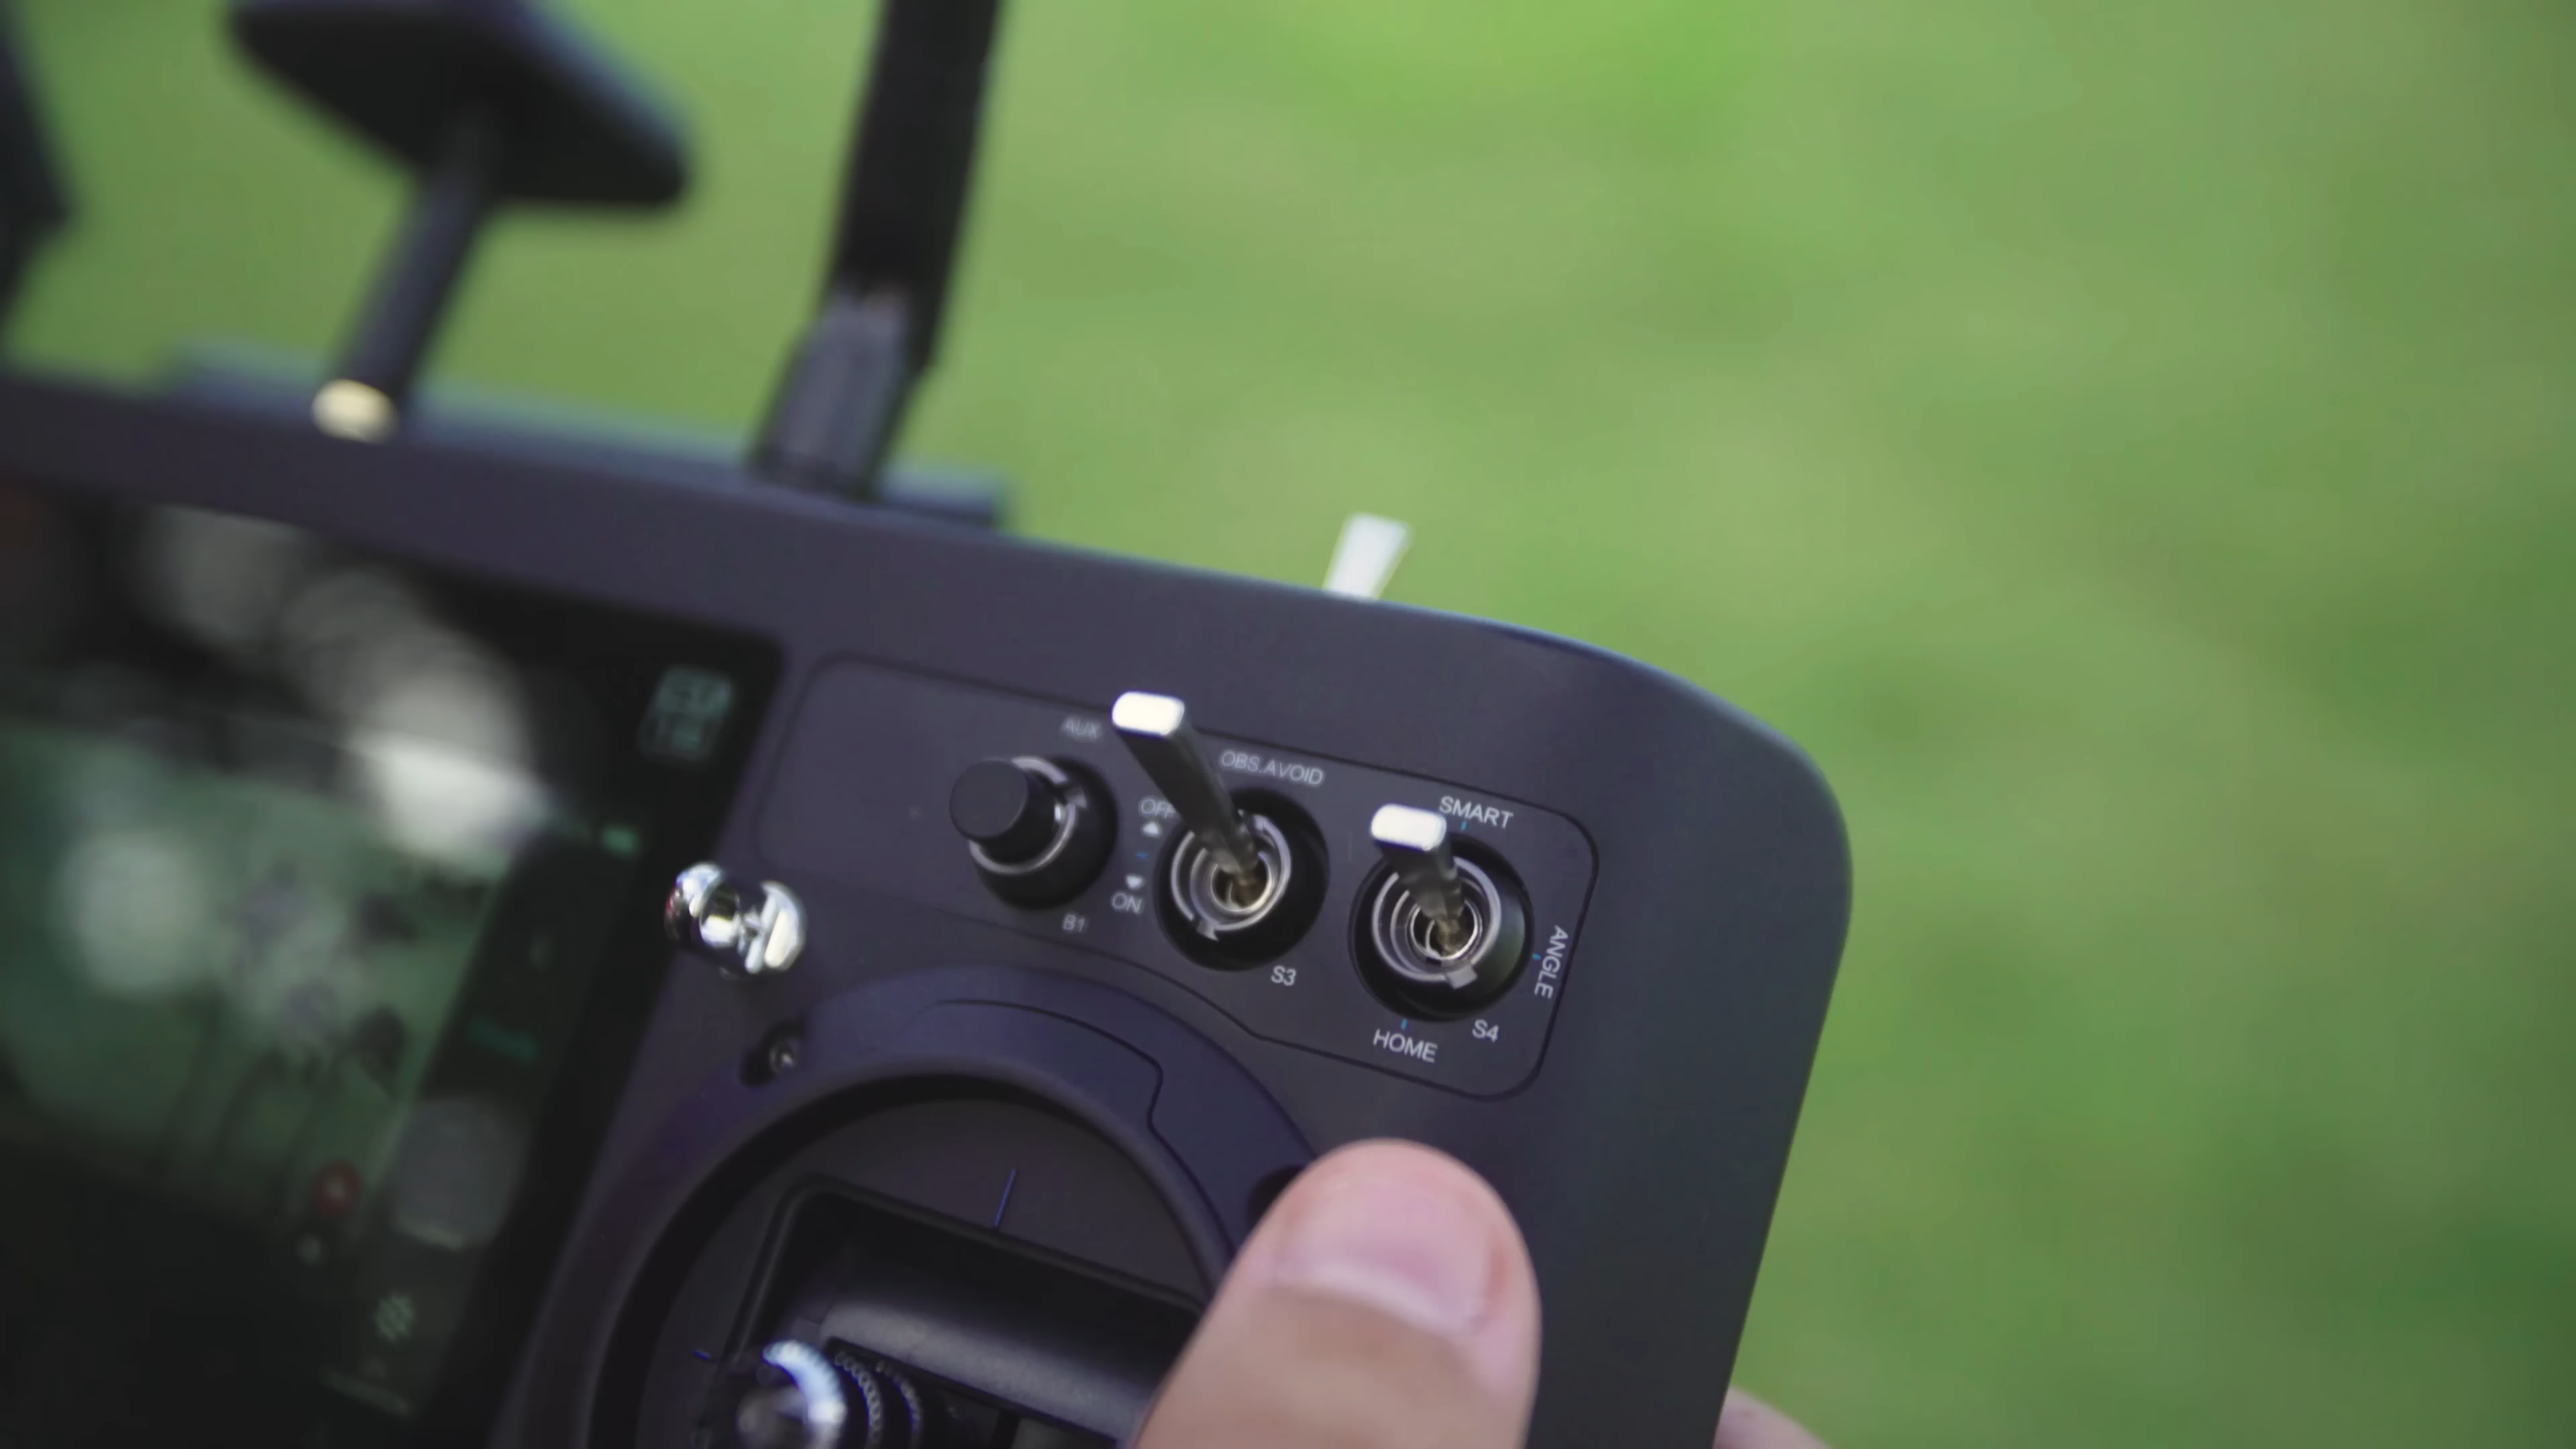 AUX
OBS.AVOID
SMART
OFF
ON
B1
S3
ANGLE
S4
HOME